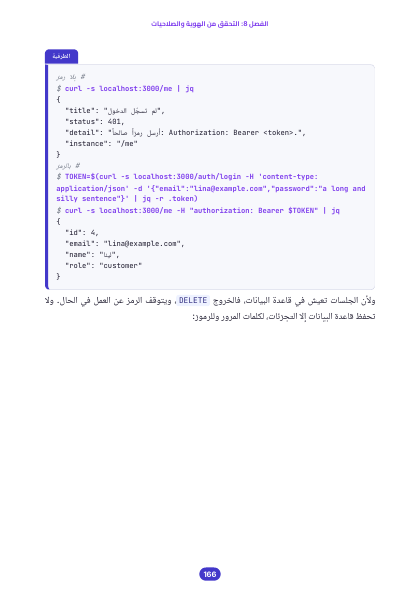 الفصل 8: التحقق من الهوية والصلاحيات
الطرفية
# بلا رمز
$ curl -s localhost:3000/me | jq
{
"title": "لم تسجّل الدخول",
"status": 401,
"detail": "أرسل رمزاً صالحاً: Authorization: Bearer <token>.",
"instance": "/me"
}
# بالرمز
$ TOKEN=$(curl -s localhost:3000/auth/login -H 'content-type:
application/json' -d '{"email":"lina@example.com","password":"a long and
silly sentence"}' | jq -r .token)
$ curl -s localhost:3000/me -H "authorization: Bearer $TOKEN" | jq
{
"id": 4,
"email": "lina@example.com",
"name": "لينا",
"role": "customer"
}
ولأن الجلسات تعيش في قاعدة البيانات، فالخروج DELETE، ويتوقف الرمز عن العمل في الحال. ولا
تحفظ قاعدة البيانات إلا التجزئات، لكلمات المرور وللرموز:
166